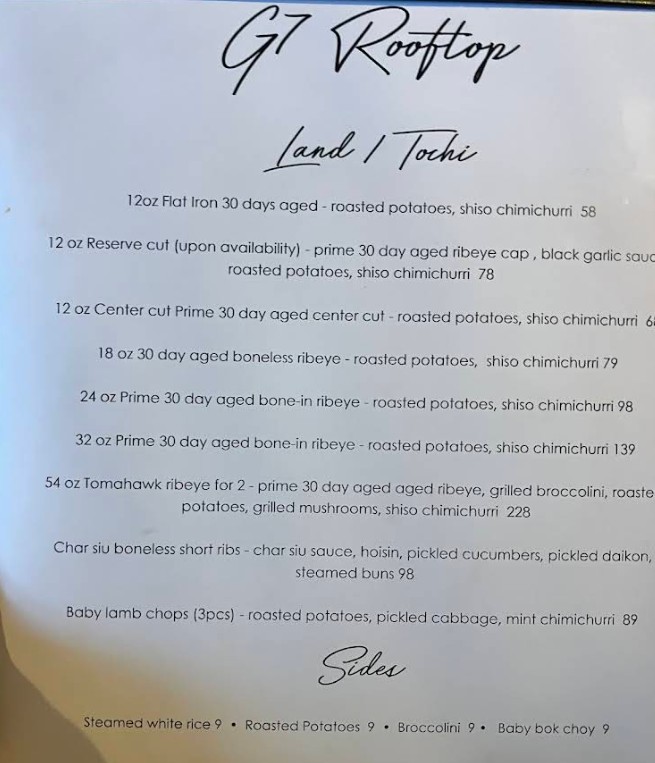 G7 Rooftop
Land / Tochi
12oz Flat Iron 30 days aged - roasted potatoes, shiso chimichurri 58
12 oz Reserve cut (upon availability) - prime 30 day aged ribeye cap , black garlic sauc
roasted potatoes, shiso chimichurri 78
12 oz Center cut Prime 30 day aged center cut - roasted potatoes, shiso chimichurri 6
18 oz 30 day aged boneless ribeye - roasted potatoes, shiso chimichurri 79
24 oz Prime 30 day aged bone-in ribeye - roasted potatoes, shiso chimichurri 98
32 oz Prime 30 day aged bone-in ribeye - roasted potatoes, shiso chimichurri 139
54 oz Tomahawk ribeye for 2 - prime 30 day aged aged ribeye, grilled broccolini, roaste
potatoes, grilled mushrooms, shiso chimichurri 228
Char siu boneless short ribs - char siu sauce, hoisin, pickled cucumbers, pickled daikon,
steamed buns 98
Baby lamb chops (3pcs) - roasted potatoes, pickled cabbage, mint chimichurri 89
Sides
Steamed white rice 9 • Roasted Potatoes 9 • Broccolini 9 • Baby bok choy 9